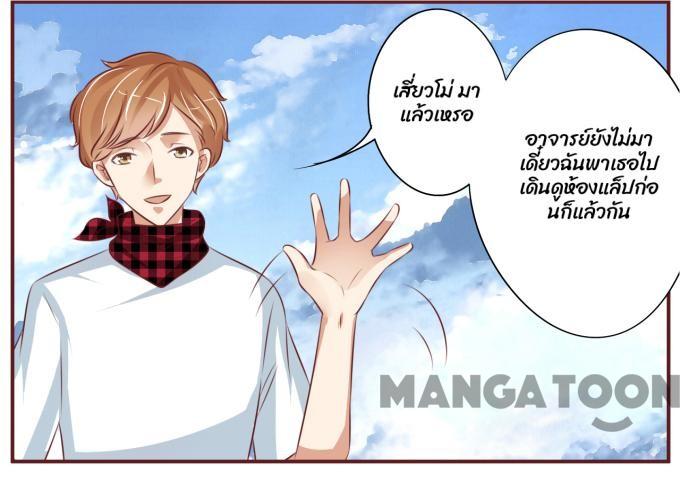 เสี่ยวโม่ มา
แล้วเหรอ
อาจารย์ยังไม่มา
เดี๋ยวฉันพาเธอไป
เดินดูห้องแล็ปก่อ
นก็แล้วกัน
MANGATOON